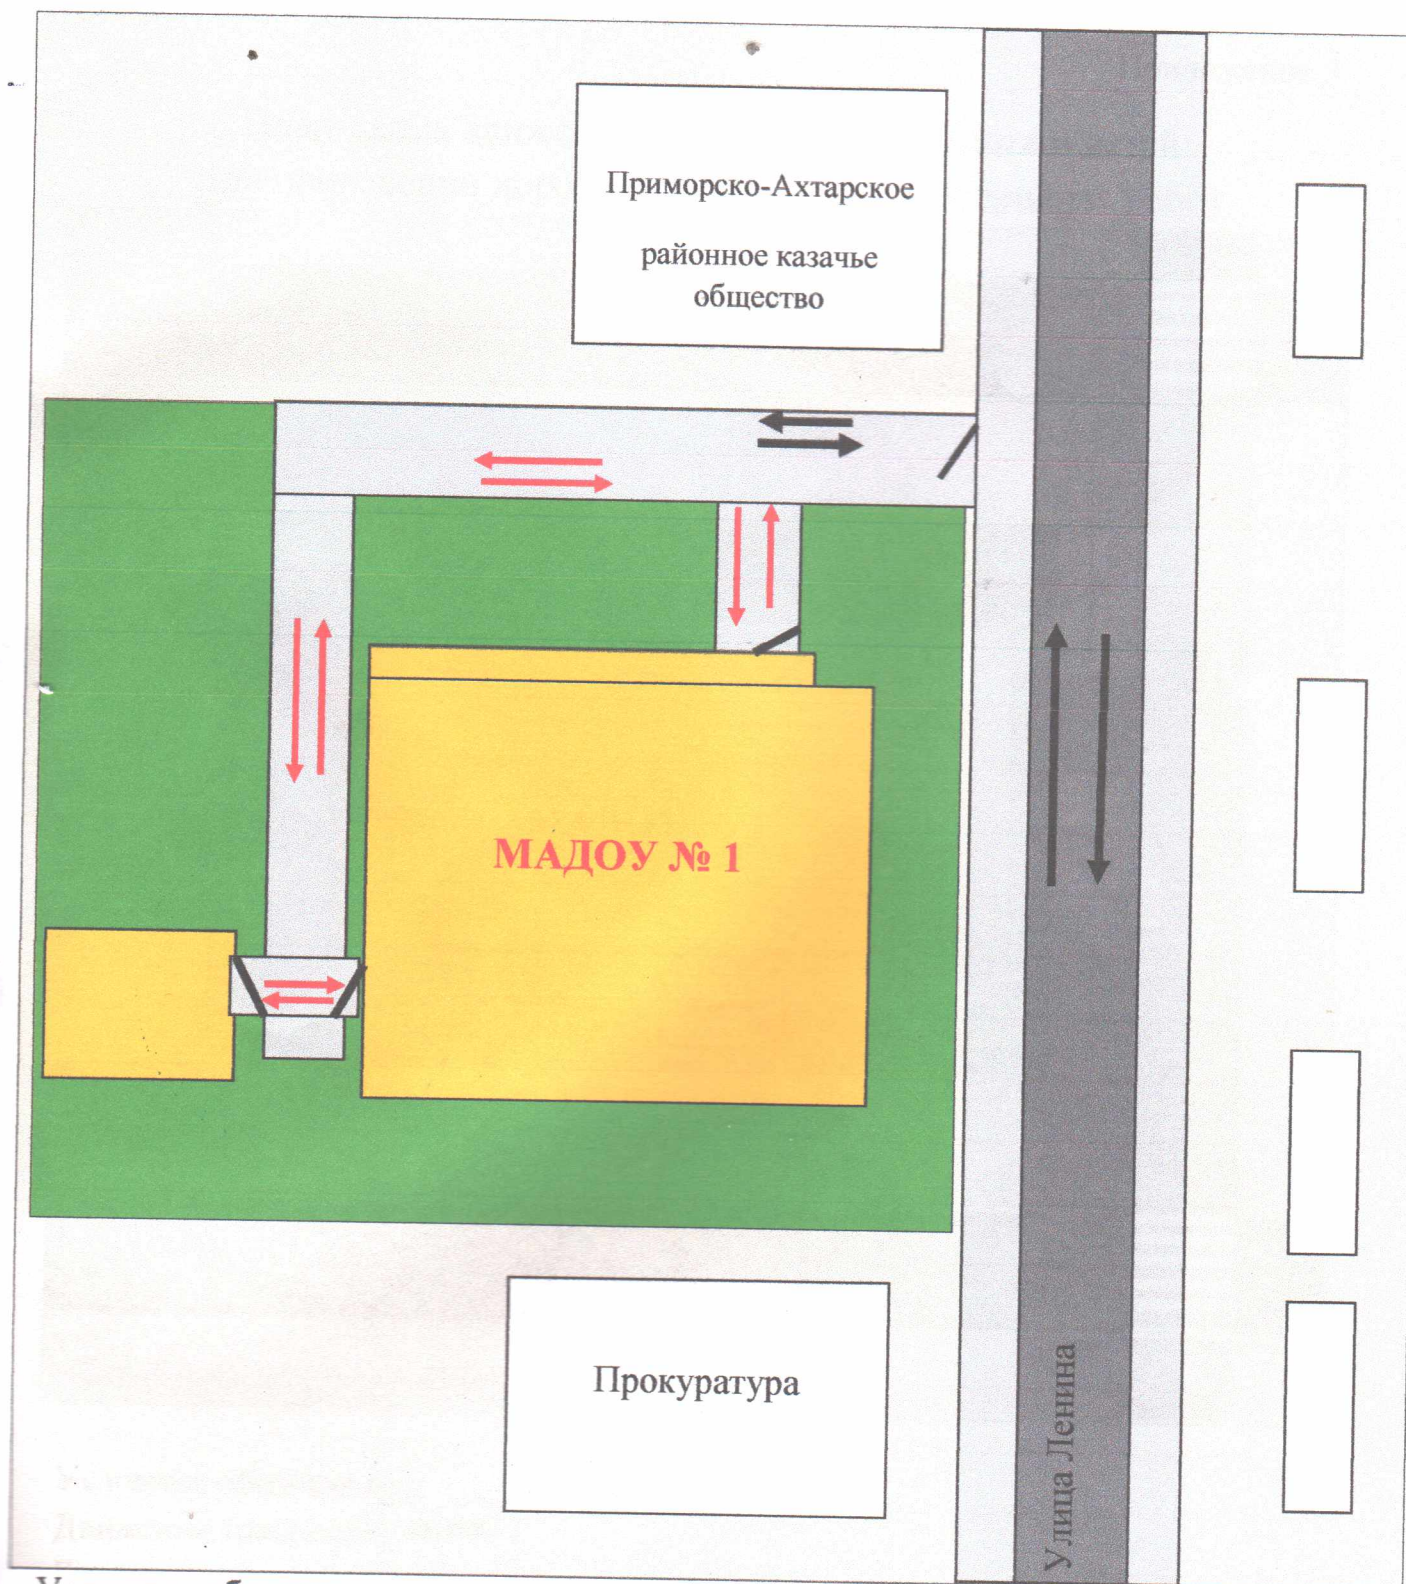 Приморско-Ахтарское
районное казачье
общество
МАДОУ № 1
Прокуратура
Улица Ленина